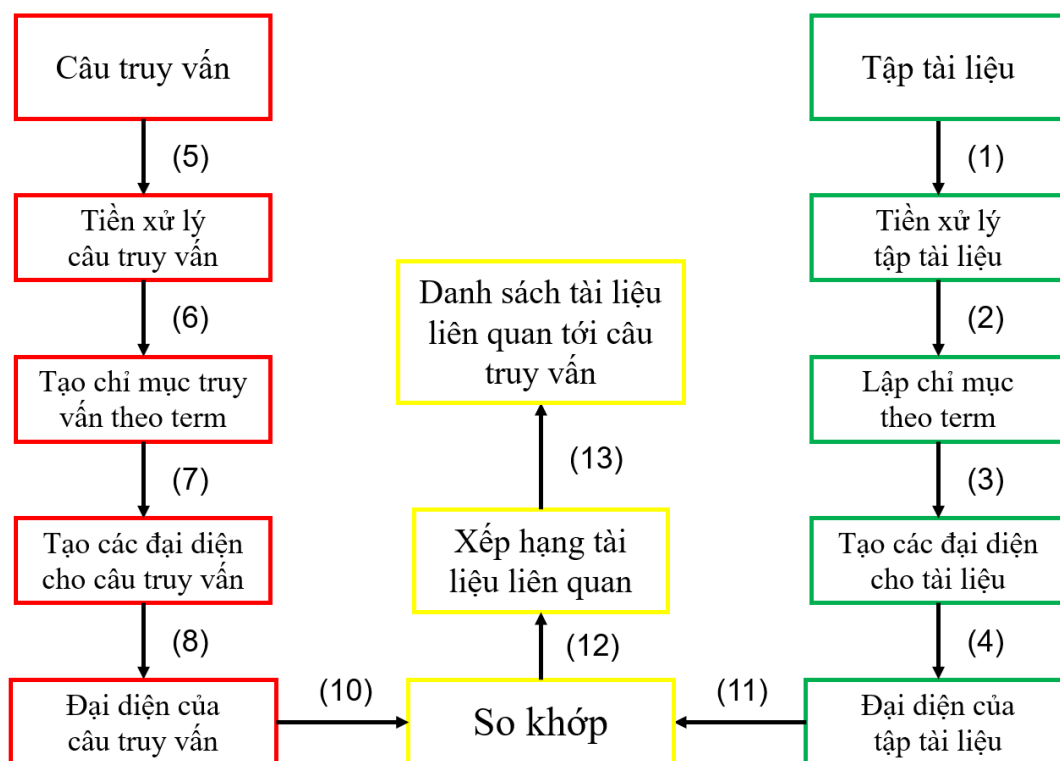 Câu truy vấn
(5)
Tiền xử lý
câu truy vấn
(6)
Tạo chỉ mục truy
vấn theo term
(7)
Tạo các đại diện
cho câu truy vấn
(8)
Đại diện của
câu truy vấn
(10)
Danh sách tài liệu
liên quan tới câu
truy vấn
(13)
Xếp hạng tài
liệu liên quan
(12)
So khớp
(11)
Tập tài liệu
(1)
Tiền xử lý
tập tài liệu
(2)
Lập chỉ mục
theo term
(3)
Tạo các đại diện
cho tài liệu
(4)
Đại diện của
tập tài liệu